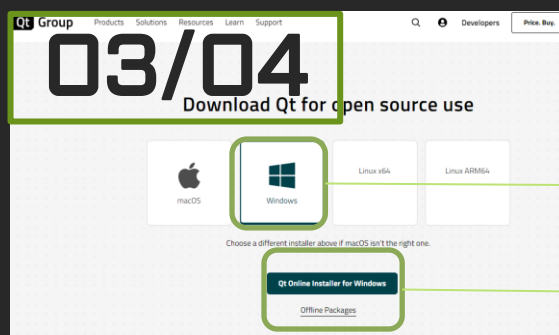 Qt Group Products Solutions Resources Learn Support Developers Price. Buy.
03/04
Download Qt for open source use
macOS Windows Linux x64 Linux ARM64
Choose a different installer above if macOS isn't the right one.
Qt Online Installer for Windows
Offline Packages